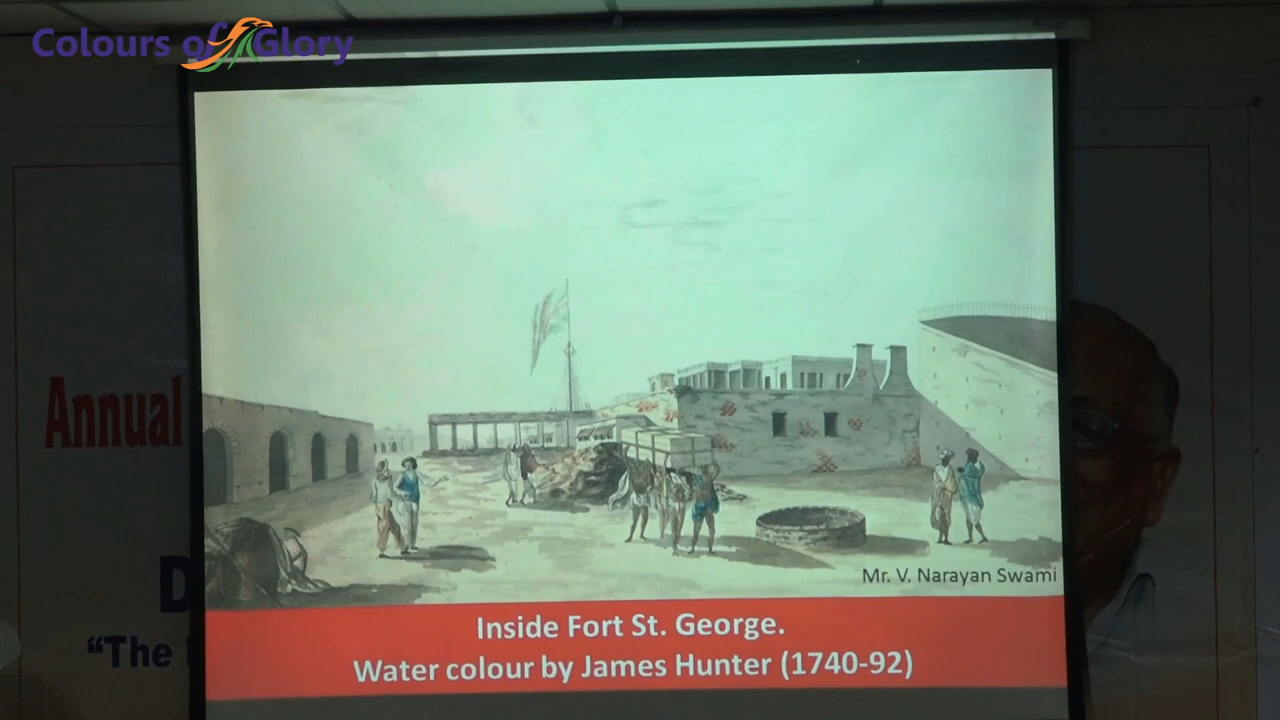 Colours of Glory
Annual
D
“The
Mr. V. Narayan Swami
Inside Fort St. George.
Water colour by James Hunter (1740-92)